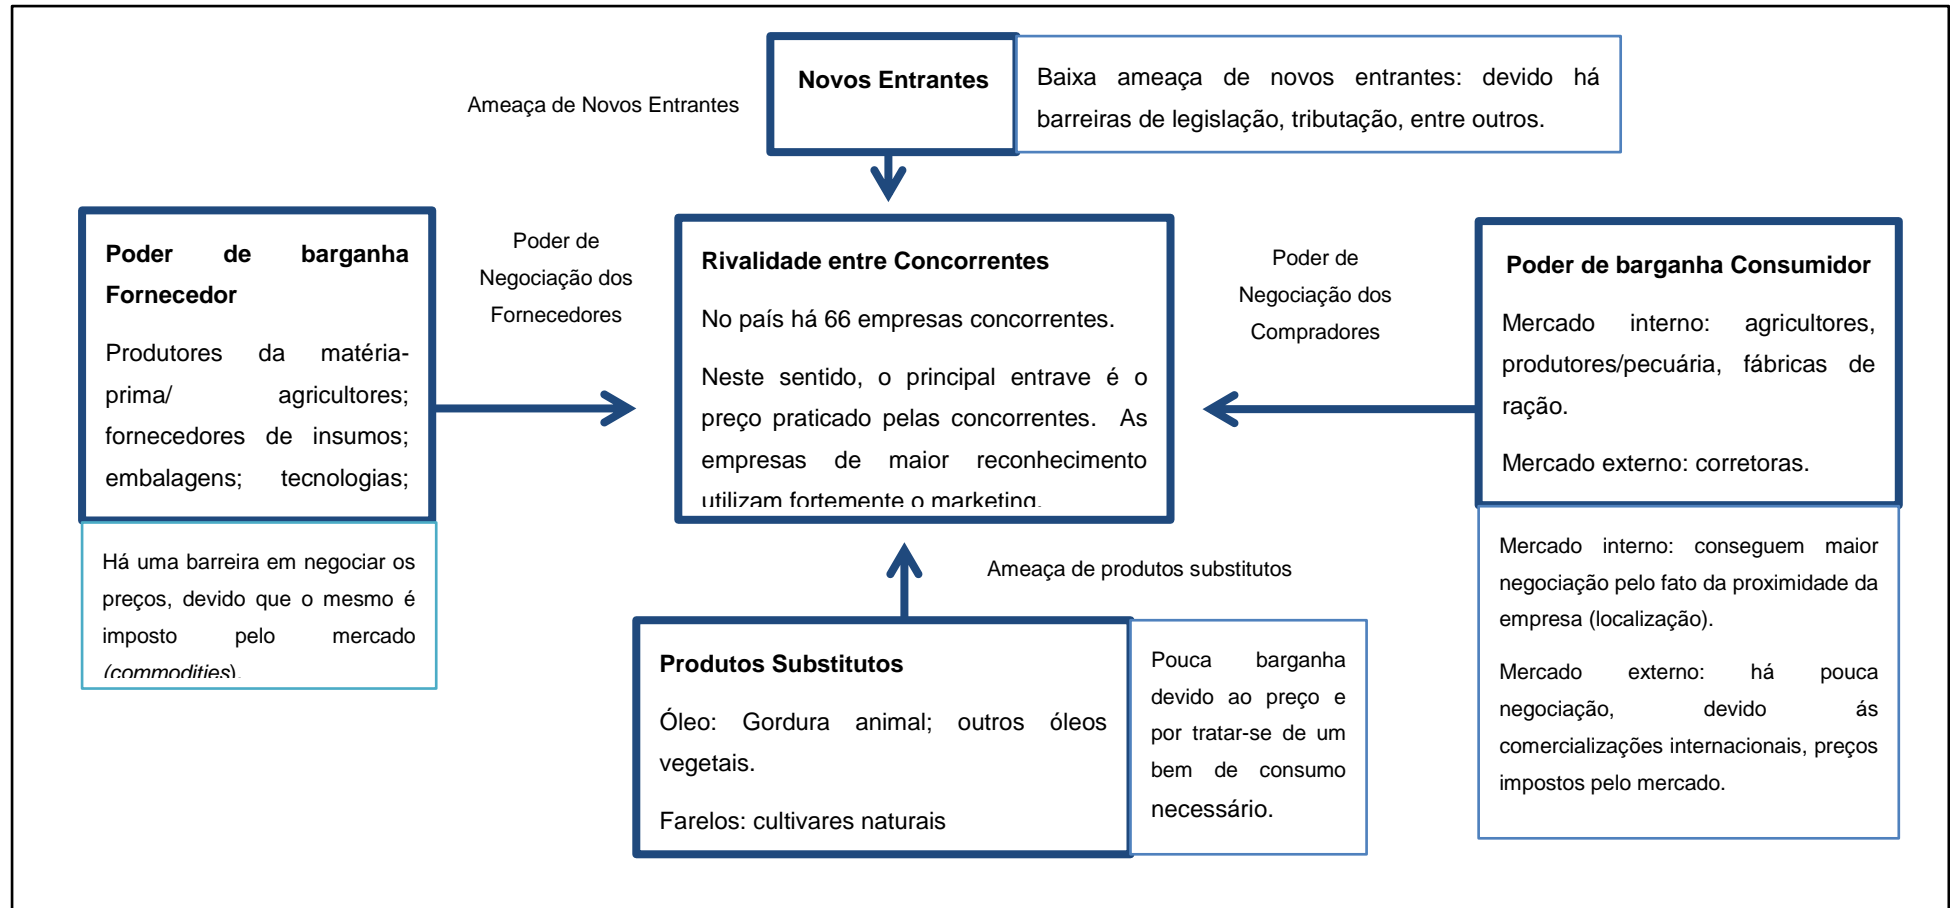 Ameaça de Novos Entrantes
Novos Entrantes
Baixa ameaça de novos entrantes: devido há
barreiras de legislação, tributação, entre outros.
Poder de barganha
Fornecedor
Produtores da matéria-
prima/ agricultores;
fornecedores de insumos;
embalagens; tecnologias;
Há uma barreira em negociar os
preços, devido que o mesmo é
imposto pelo mercado
(commodities).
Poder de
Negociação dos
Fornecedores
Rivalidade entre Concorrentes
No país há 66 empresas concorrentes.
Neste sentido, o principal entrave é o
preço praticado pelas concorrentes. As
empresas de maior reconhecimento
utilizam fortemente o marketing.
Poder de
Negociação dos
Compradores
Poder de barganha Consumidor
Mercado interno: agricultores,
produtores/pecuária, fábricas de
ração.
Mercado externo: corretoras.
Mercado interno: conseguem maior
negociação pelo fato da proximidade da
empresa (localização).
Mercado externo: há pouca
negociação, devido ás
comercializações internacionais, preços
impostos pelo mercado.
Ameaça de produtos substitutos
Produtos Substitutos
Óleo: Gordura animal; outros óleos
vegetais.
Farelos: cultivares naturais
Pouca barganha
devido ao preço e
por tratar-se de um
bem de consumo
necessário.